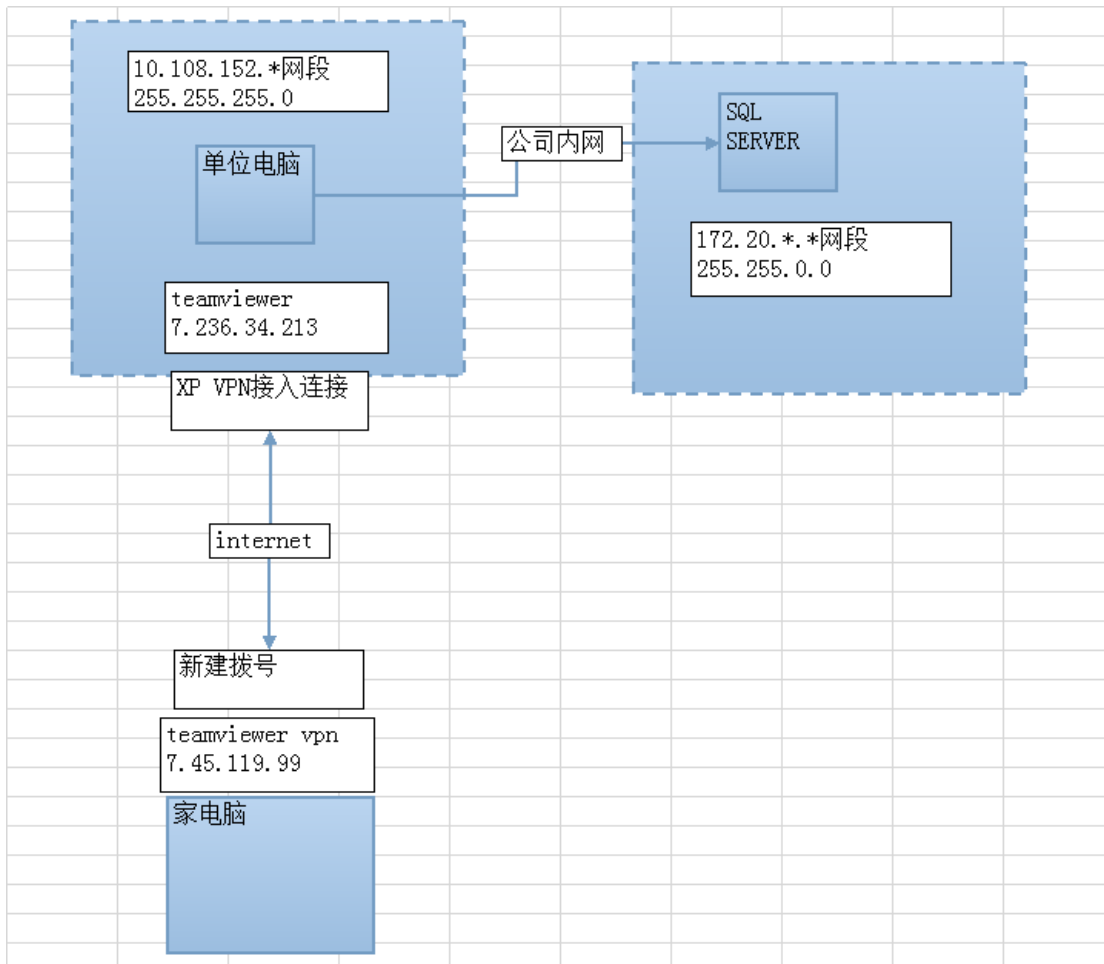 10.108.152.*网段
255.255.255.0
单位电脑
公司内网
SQL
SERVER
172.20.*.*网段
255.255.0.0
teamviewer
7.236.34.213
XP VPN接入连接
internet
新建拨号
teamviewer vpn
7.45.119.99
家电脑